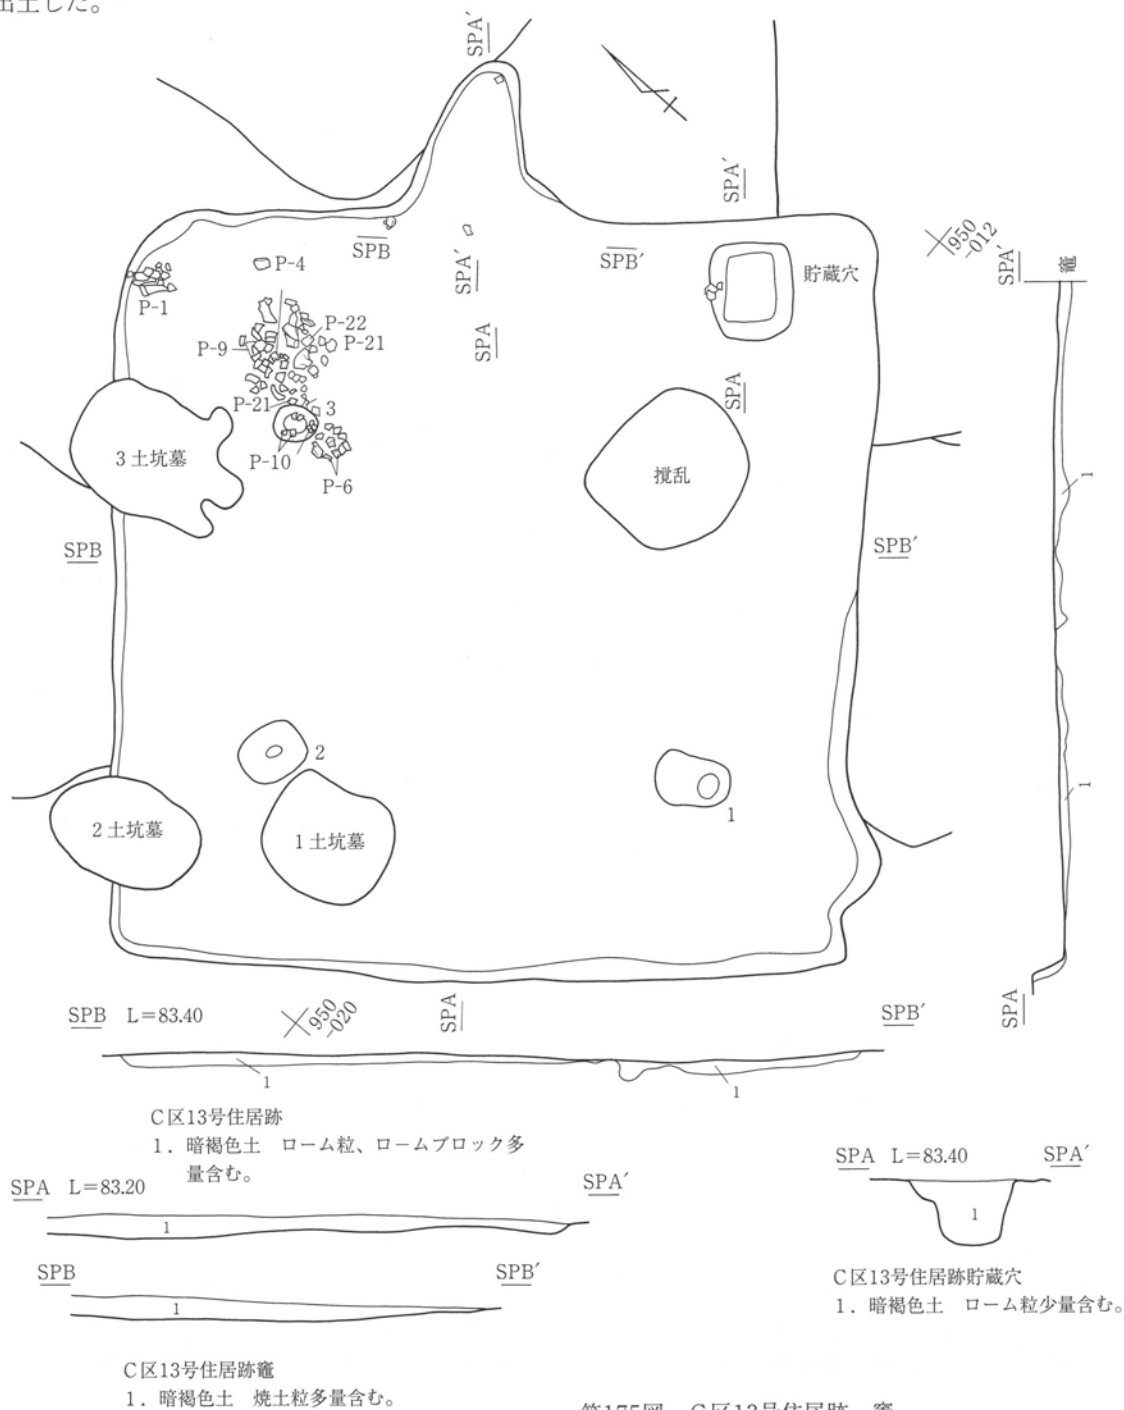 出土した。
SPA′
SPA′
950
-012
SPA′
竈
SPB
SPB′
SPA′
貯蔵穴
P-4
P-1
P-22
P-21
P-9
SPA
SPA
P-21
3
P-10
P-6
3土坑墓
攪乱
1
SPB
SPB′
2
1
1
2土坑墓
1土坑墓
SPA
SPA
SPB L=83.40
950
-020
SPB′
1
1
C区13号住居跡
1．暗褐色土 ローム粒、ロームブロック多
量含む。
SPA L=83.20
SPA′
1
SPB
SPB′
1
C区13号住居跡竈
1．暗褐色土 焼土粒多量含む。
SPA L=83.40
SPA′
1
C区13号住居跡貯蔵穴
1．暗褐色土 ローム粒少量含む。